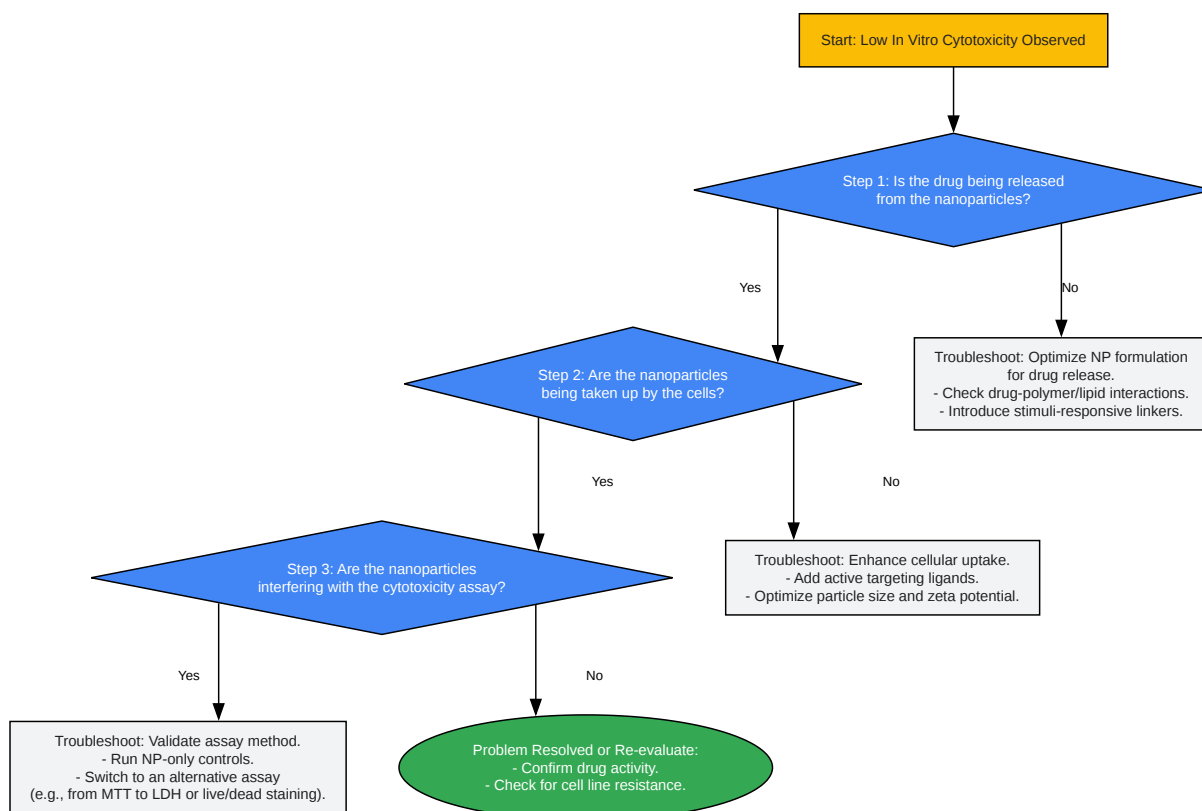 Start: Low In Vitro Cytotoxicity Observed
Step 1: Is the drug being released
from the nanoparticles?
Yes
No
Troubleshoot: Optimize NP formulation
for drug release.
- Check drug-polymer/lipid interactions.
- Introduce stimuli-responsive linkers.
Step 2: Are the nanoparticles
being taken up by the cells?
Yes
No
Troubleshoot: Enhance cellular uptake.
- Add active targeting ligands.
- Optimize particle size and zeta potential.
Step 3: Are the nanoparticles
interfering with the cytotoxicity assay?
Yes
No
Troubleshoot: Validate assay method.
- Run NP-only controls.
- Switch to an alternative assay
(e.g., from MTT to LDH or live/dead staining).
Problem Resolved or Re-evaluate:
- Confirm drug activity.
- Check for cell line resistance.